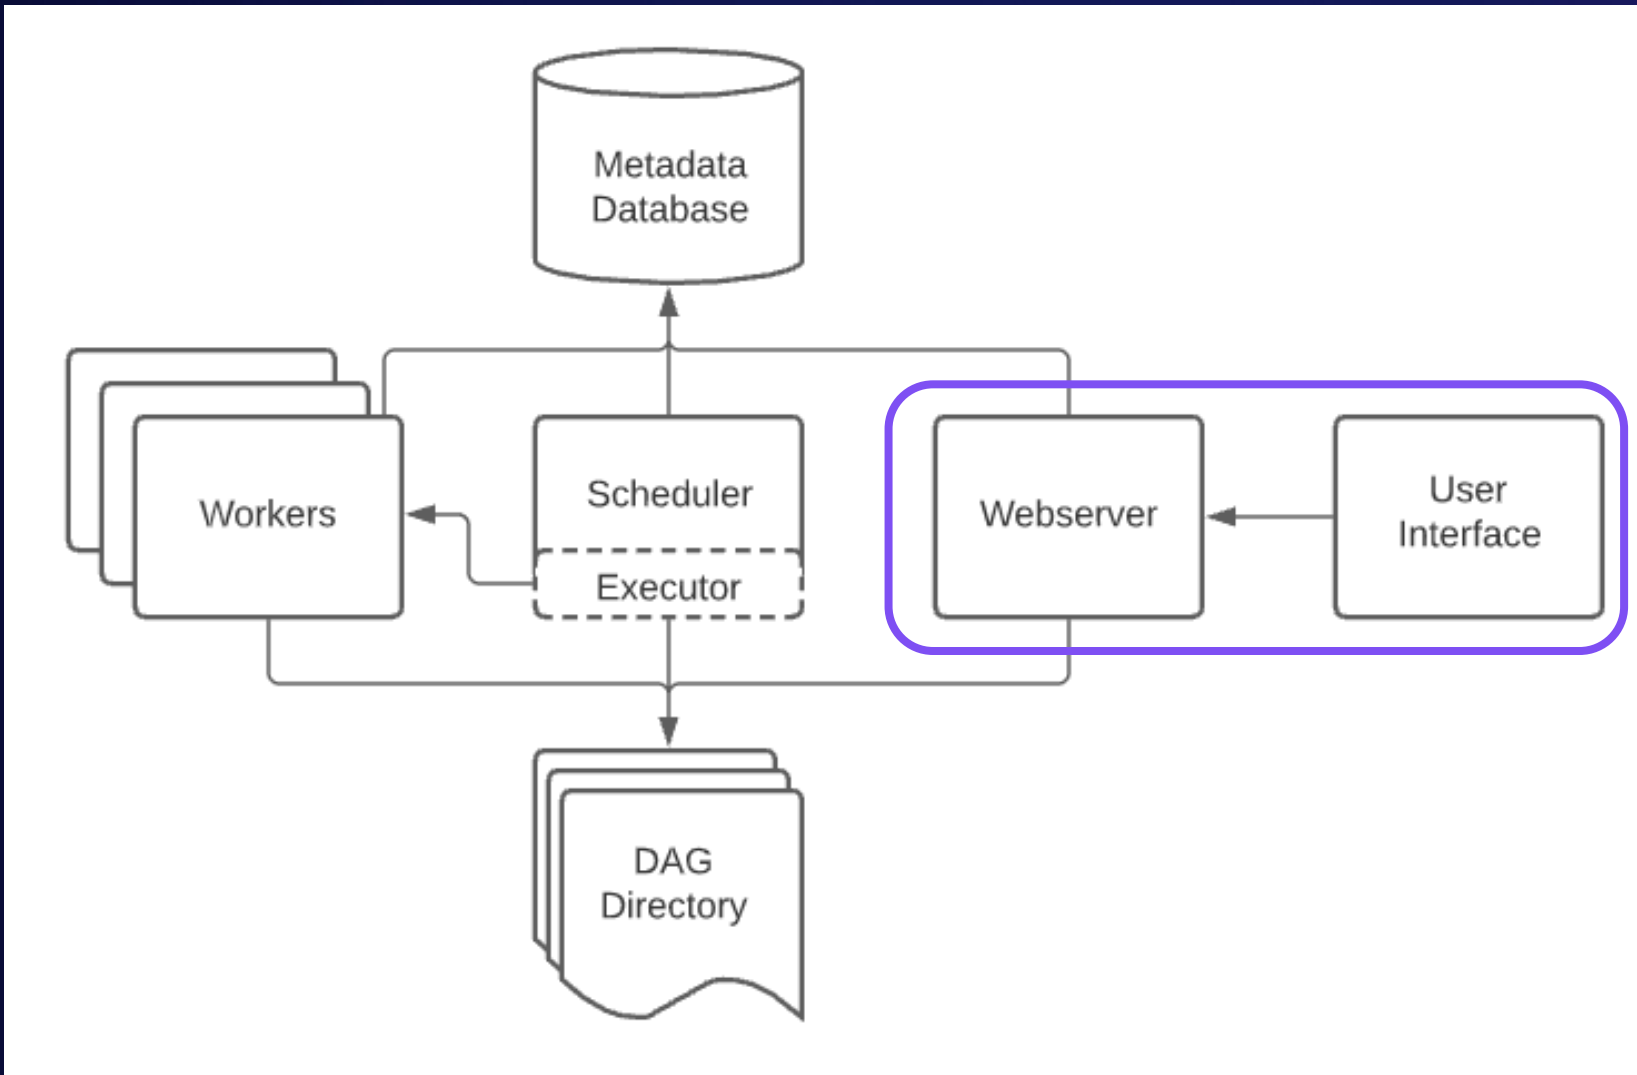 Metadata
Database
Workers
Scheduler
Executor
Webserver
User
Interface
DAG
Directory